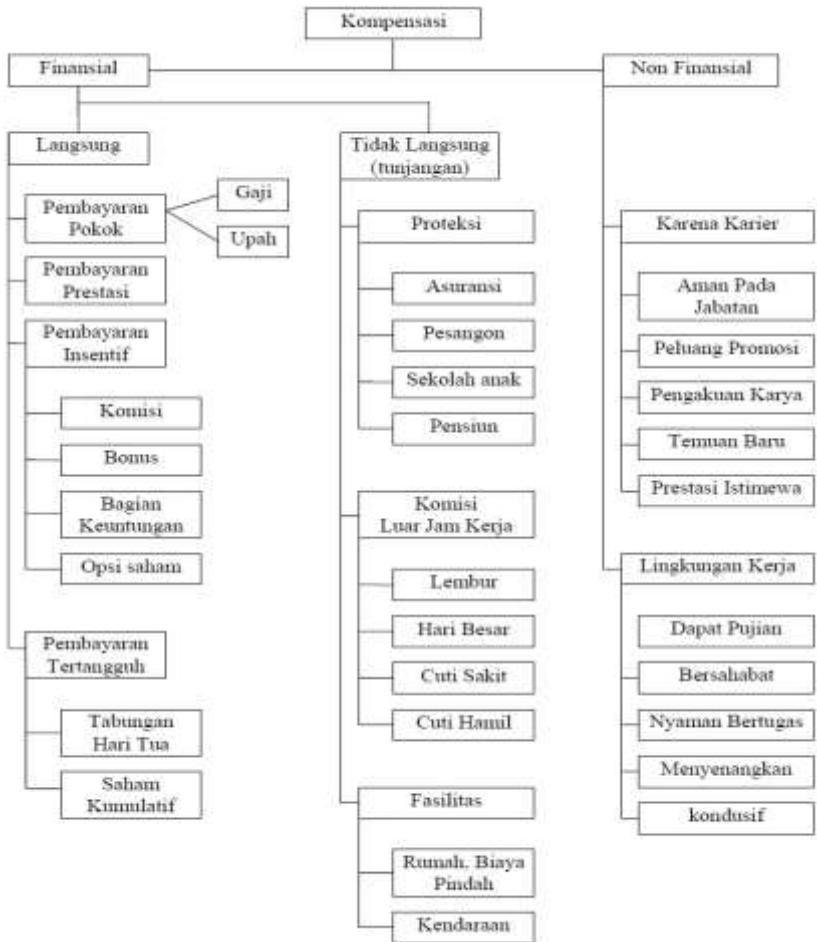 Kompensasi
Finansial
Non Finansial
Langsung
Tidak Langsung
(tunjangan)
Pembayaran
Pokok
Gaji
Upah
Pembayaran
Prestasi
Pembayaran
Insentif
Komisi
Bonus
Bagian
Keuntungan
Opsi saham
Pembayaran
Tertangguh
Tabungan
Hari Tua
Saham
Kumulatif
Proteksi
Asuransi
Pesangon
Sekolah anak
Pensiun
Komisi
Luar Jam Kerja
Lembur
Hari Besar
Cuti Sakit
Cuti Hamil
Fasilitas
Rumah. Biaya
Pindah
Kendaraan
Karena Karier
Aman Pada
Jabatan
Peluang Promosi
Pengakuan Karya
Temuan Baru
Prestasi Istimewa
Lingkungan Kerja
Dapat Pujian
Bersahabat
Nyaman Bertugas
Menyenangkan
kondusif